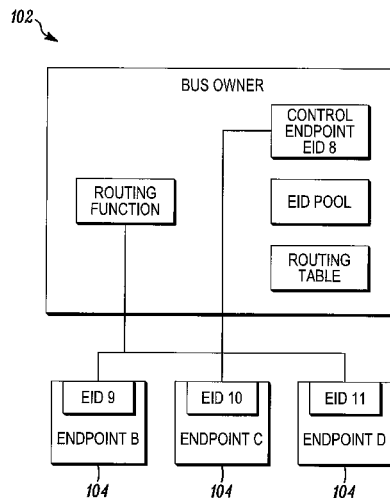 102
BUS OWNER
CONTROL
ENDPOINT
EID 8
ROUTING
FUNCTION
EID POOL
ROUTING
TABLE
EID 9
EID 10
EID 11
ENDPOINT B
ENDPOINT C
ENDPOINT D
104
104
104